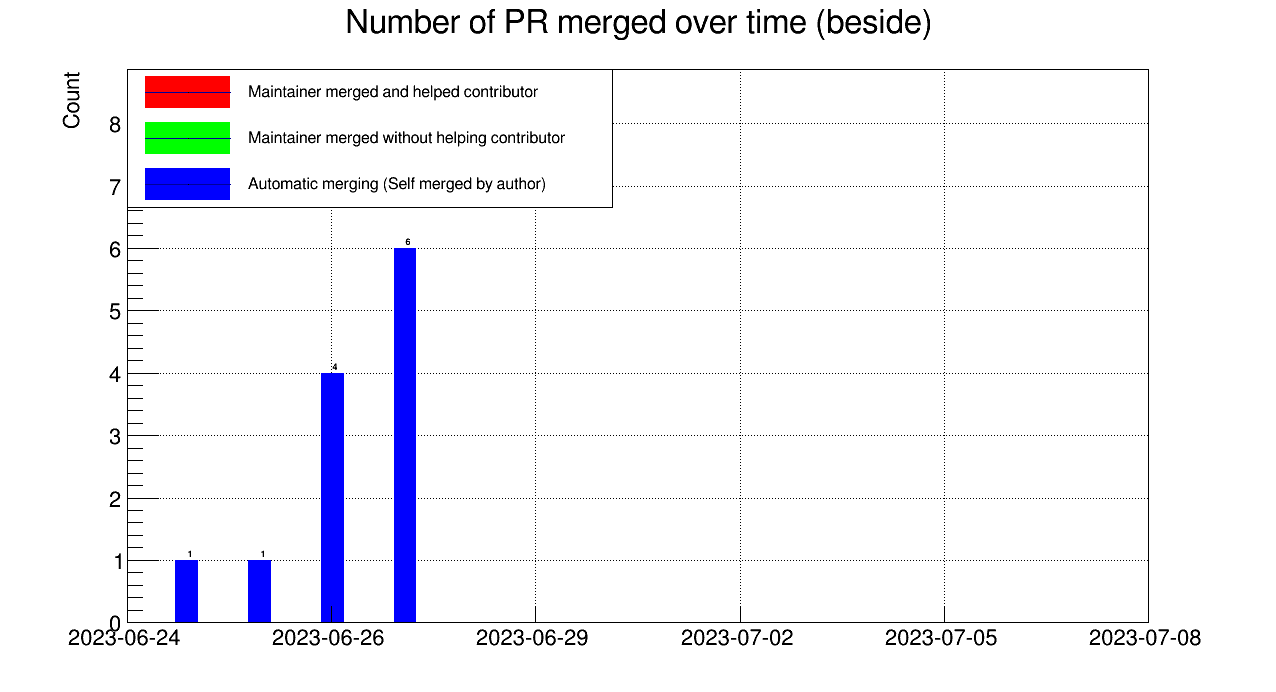 Number of PR merged over time (beside)
Count
Maintainer merged and helped contributor
Maintainer merged without helping contributor
Automatic merging (Self merged by author)
8
7
6
5
4
3
2
1
0
6
4
1
1
2023-06-24 2023-06-26 2023-06-29 2023-07-02 2023-07-05 2023-07-08